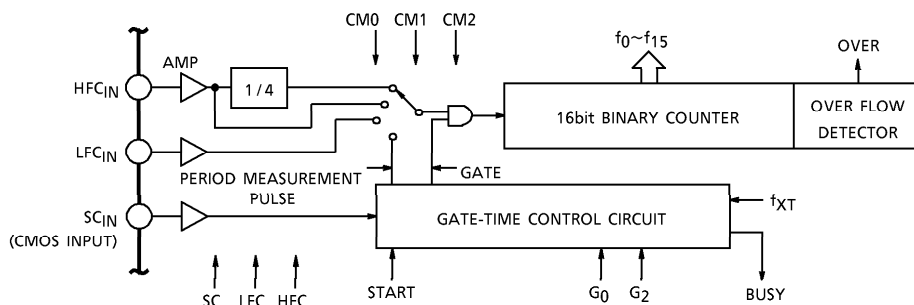 CM0 CM1 CM2
f0~f15
OVER
AMP
HFCIN
1/4
16bit BINARY COUNTER
OVER FLOW
DETECTOR
LFCIN
PERIOD MEASUREMENT
PULSE
GATE
SCIN
(CMOS INPUT)
GATE-TIME CONTROL CIRCUIT
fXT
SC LFC HFC
START
G0 G2
BUSY